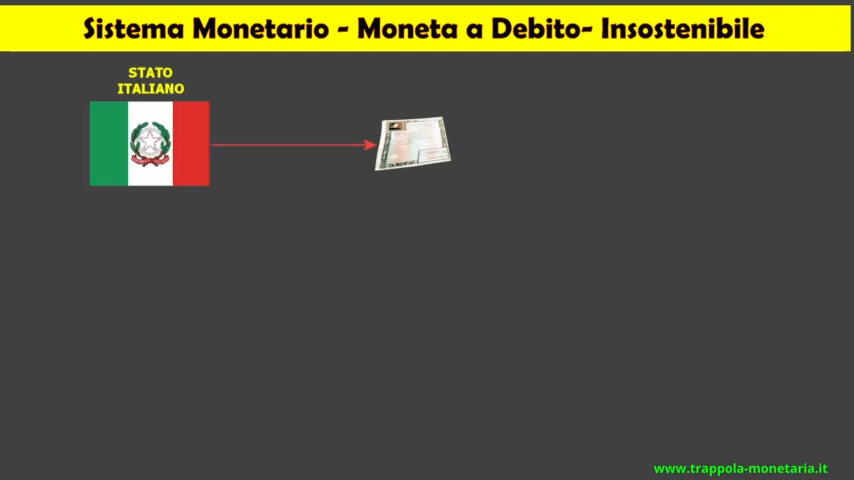 Sistema Monetario - Moneta a Debito- Insostenibile
STATO
ITALIANO
www.trappola-monetaria.it